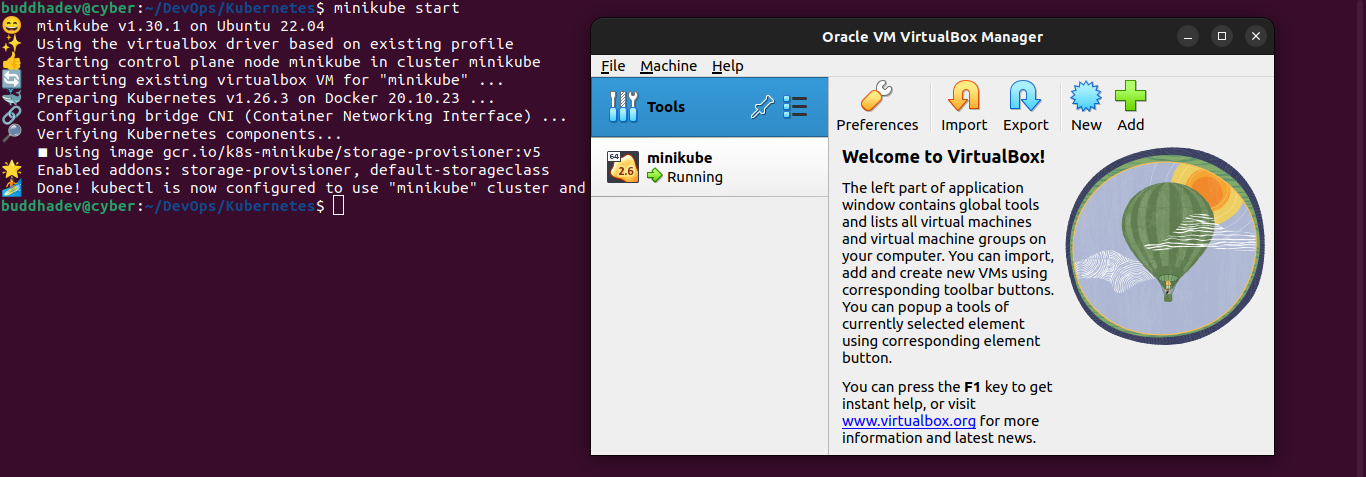 buddhadev@cyber:~/DevOps/Kubernetes$ minikube start
minikube v1.30.1 on Ubuntu 22.04
Using the virtualbox driver based on existing profile
Starting control plane node minikube in cluster minikube
Restarting existing virtualbox VM for "minikube" ...
Preparing Kubernetes v1.26.3 on Docker 20.10.23 ...
Configuring bridge CNI (Container Networking Interface) ...
Verifying Kubernetes components...
■ Using image gcr.io/k8s-minikube/storage-provisioner:v5
Enabled addons: storage-provisioner, default-storageclass
Done! kubectl is now configured to use "minikube" cluster and
buddhadev@cyber:~/DevOps/Kubernetes$
Oracle VM VirtualBox Manager
File Machine Help
Tools
64
2.6
minikube
Running
Preferences Import Export New Add
Welcome to VirtualBox!
The left part of application
window contains global tools
and lists all virtual machines
and virtual machine groups on
your computer. You can import,
add and create new VMs using
corresponding toolbar buttons.
You can popup a tools of
currently selected element
using corresponding element
button.
You can press the F1 key to get
instant help, or visit
www.virtualbox.org for more
information and latest news.